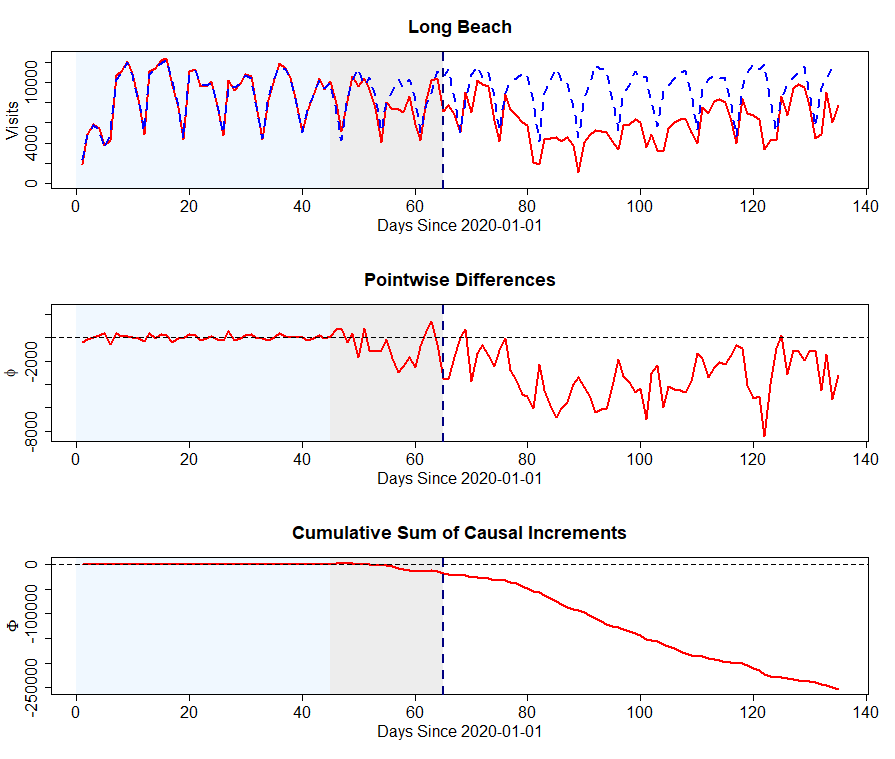 Long Beach
Visits
0 4000 10000
0 20 40 60 80 100 120 140
Days Since 2020-01-01
Pointwise Differences
ϕ
-8000 -2000
0 20 40 60 80 100 120 140
Days Since 2020-01-01
Cumulative Sum of Causal Increments
Φ
-250000 -100000 0
0 20 40 60 80 100 120 140
Days Since 2020-01-01